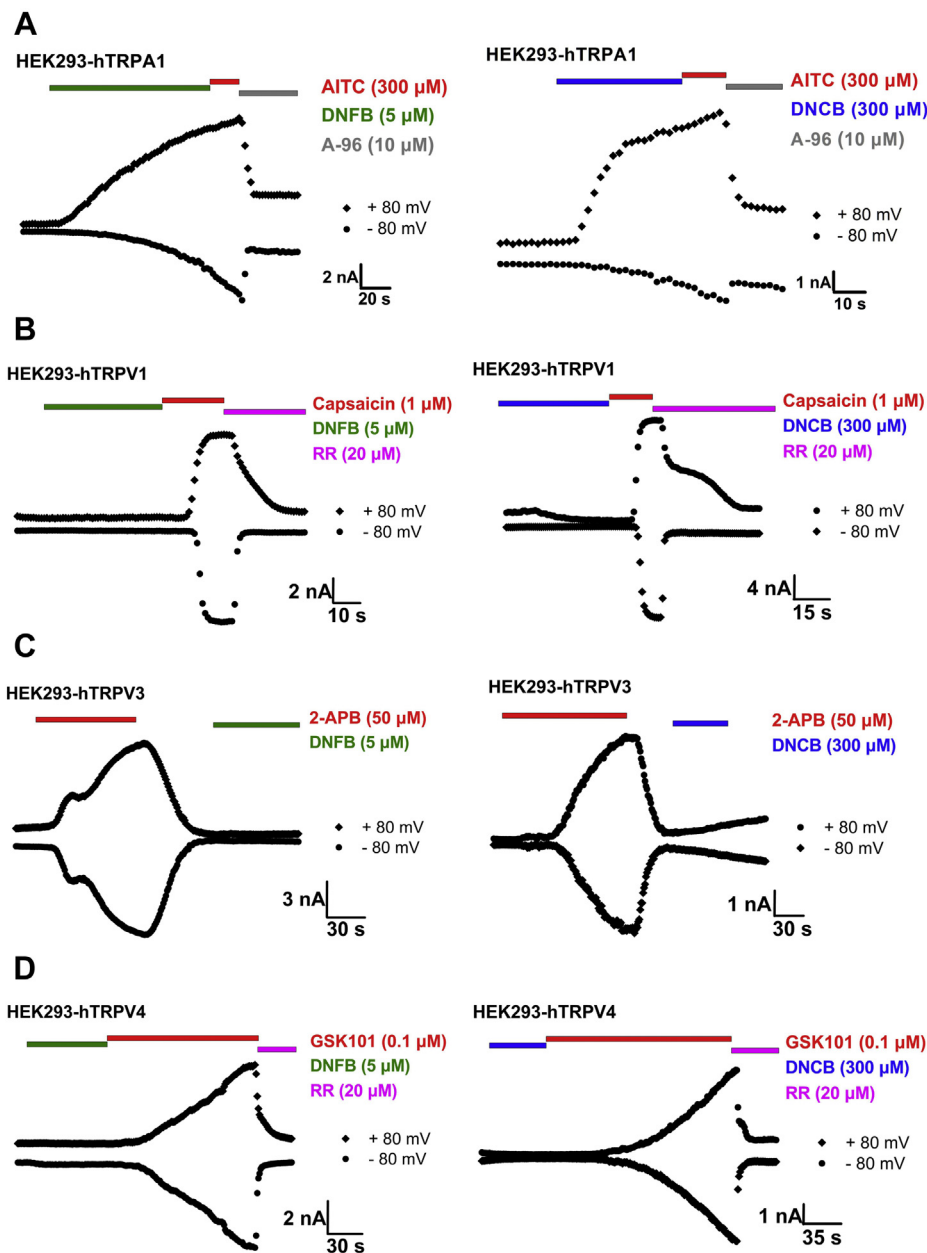 A
HEK293-hTRPA1
AITC (300 µM)
DNFB (5 µM)
A-96 (10 µM)
+ 80 mV
- 80 mV
2 nA
20 s
HEK293-hTRPA1
AITC (300 µM)
DNCB (300 µM)
A-96 (10 µM)
+ 80 mV
- 80 mV
1 nA
10 s
B
HEK293-hTRPV1
Capsaicin (1 µM)
DNFB (5 µM)
RR (20 µM)
+ 80 mV
- 80 mV
2 nA
10 s
HEK293-hTRPV1
Capsaicin (1 µM)
DNCB (300 µM)
RR (20 µM)
+ 80 mV
- 80 mV
4 nA
15 s
C
HEK293-hTRPV3
2-APB (50 µM)
DNFB (5 µM)
+ 80 mV
- 80 mV
3 nA
30 s
HEK293-hTRPV3
2-APB (50 µM)
DNCB (300 µM)
+ 80 mV
- 80 mV
1 nA
30 s
D
HEK293-hTRPV4
GSK101 (0.1 µM)
DNFB (5 µM)
RR (20 µM)
+ 80 mV
- 80 mV
2 nA
30 s
HEK293-hTRPV4
GSK101 (0.1 µM)
DNCB (300 µM)
RR (20 µM)
+ 80 mV
- 80 mV
1 nA
35 s